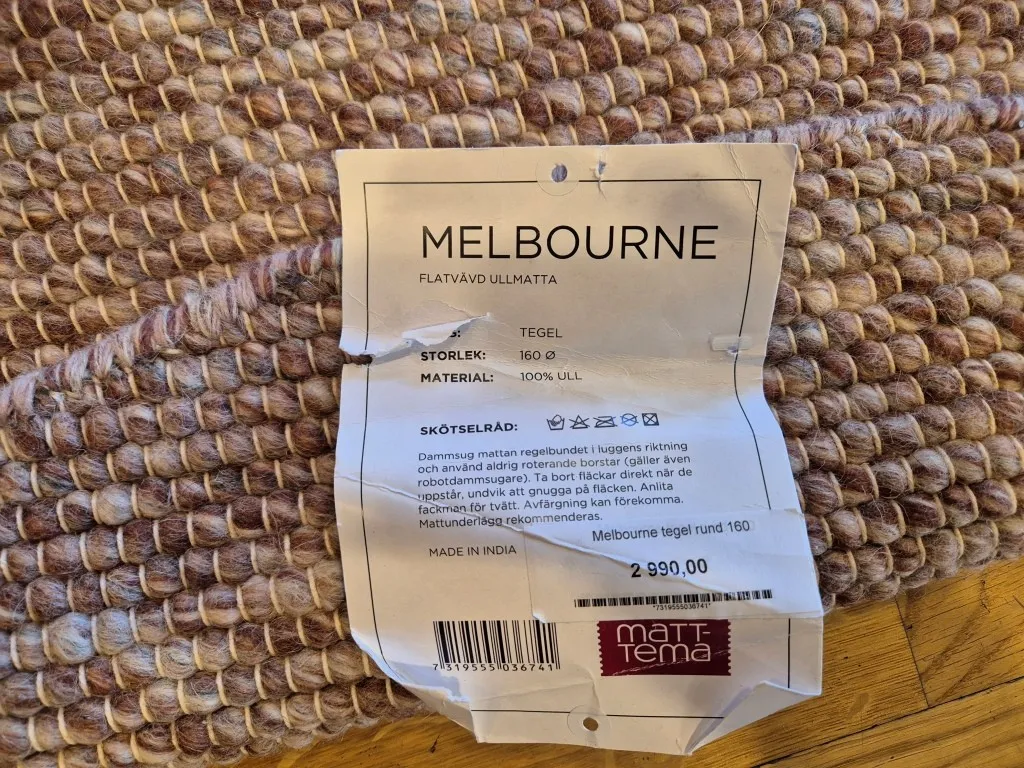 MELBOURNE
FLATVÄVD ULLMATTA
TEGEL
STORLEK: 160 Ø
MATERIAL: 100% ULL
SKÖTSELRÅD:
Dammsug mattan regelbundet i luggens riktning
och använd aldrig roterande borstar (gäller även
robotdammsugare). Ta bort fläckar direkt när de
uppstår, undvik att gnugga på fläcken. Anlita
fackman för tvätt. Avfärgning kan förekomma.
Mattunderlägg rekommenderas.
MADE IN INDIA
Melbourne tegel rund 160
2 990,00
*7319555036741*
7 319555 036741
matt-
tema